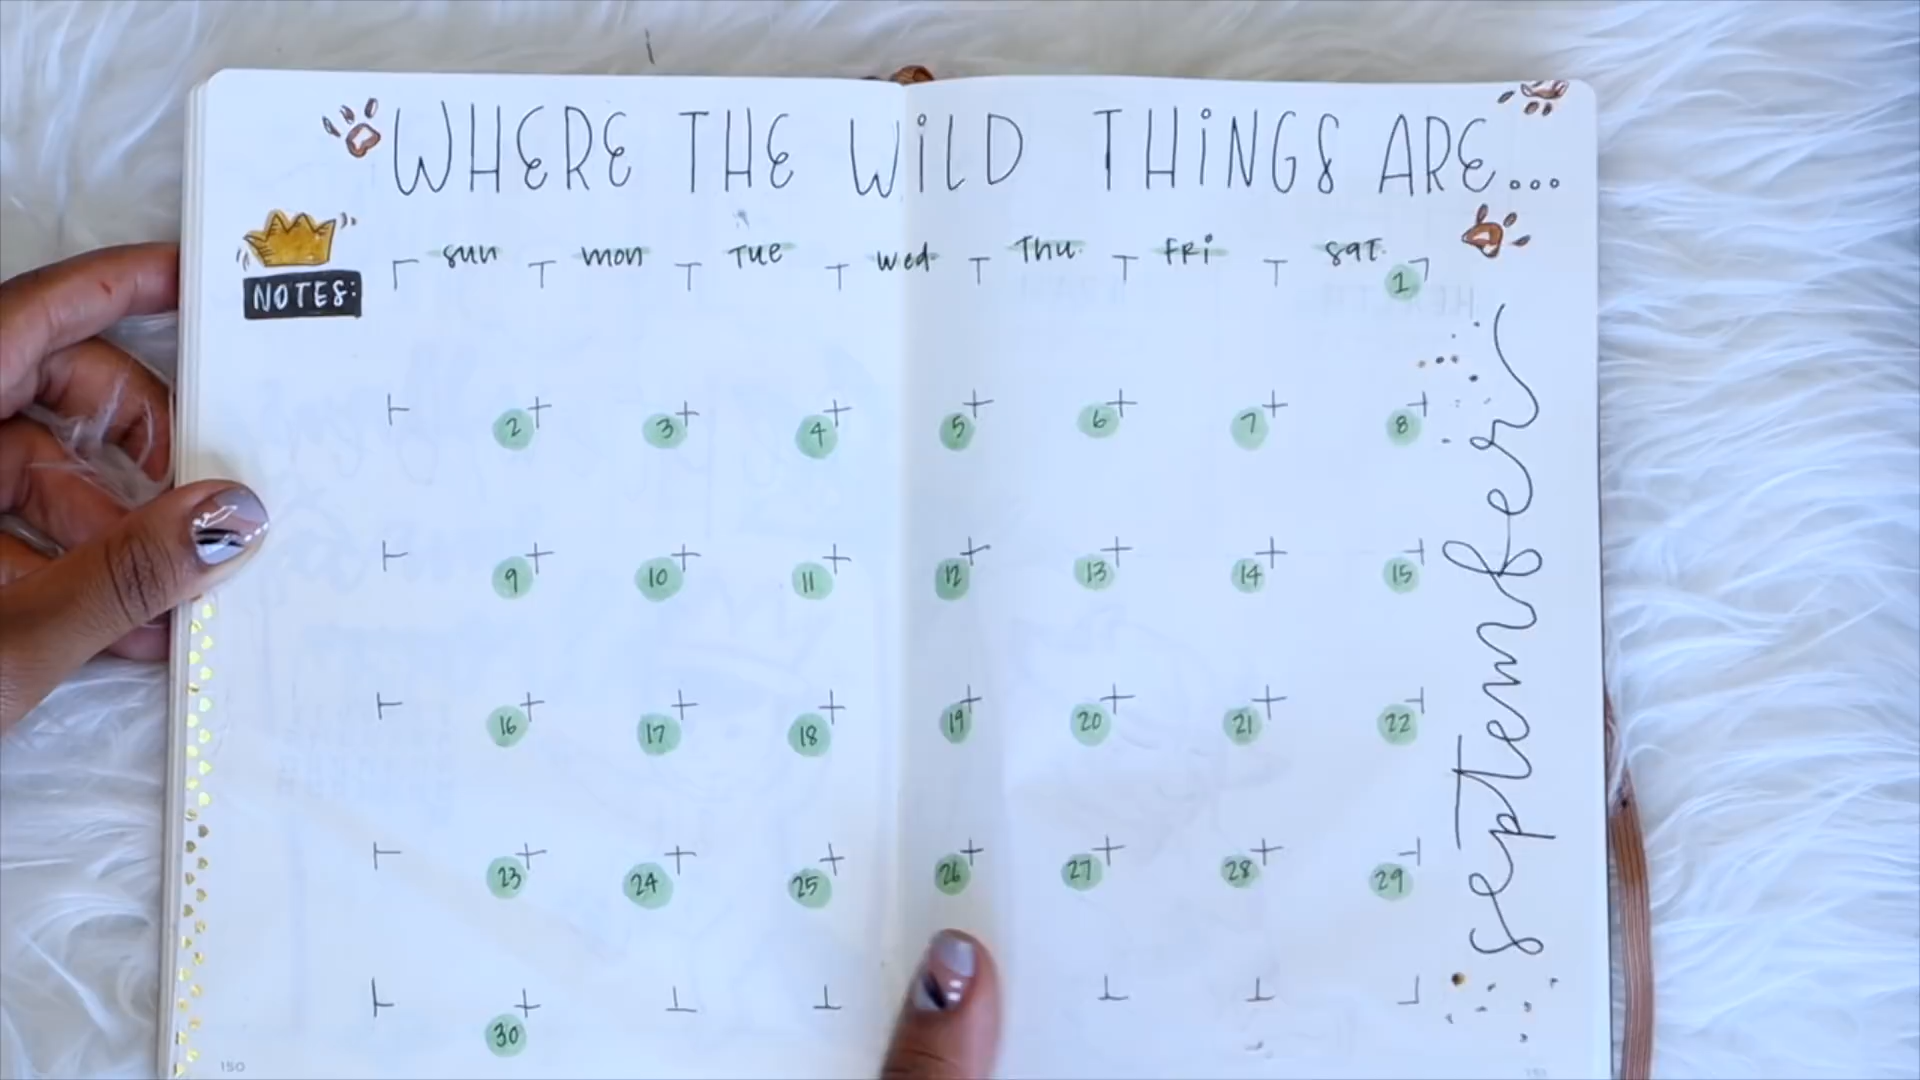 WHERE THE WiLD THiNGS ARE...
sun mon Tue wed Thu. FRi sat.
NOTES:
1
2 3 4 5 6 7 8
9 10 11 12 13 14 15
16 17 18 19 20 21 22
23 24 25 26 27 28 29
30
september
150